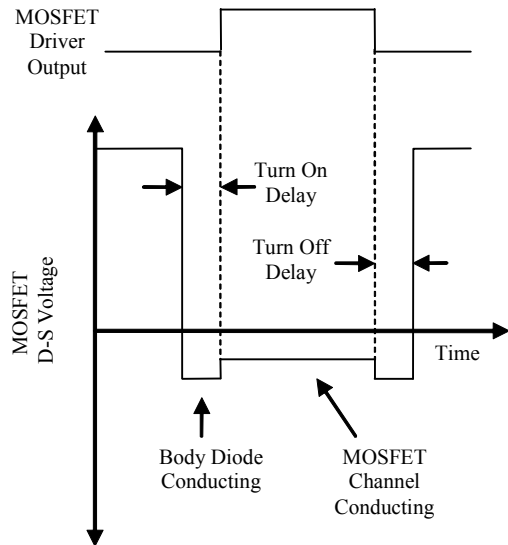 MOSFET
Driver
Output
Turn On
Delay
Turn Off
Delay
MOSFET
D-S Voltage
Time
Body Diode
Conducting
MOSFET
Channel
Conducting